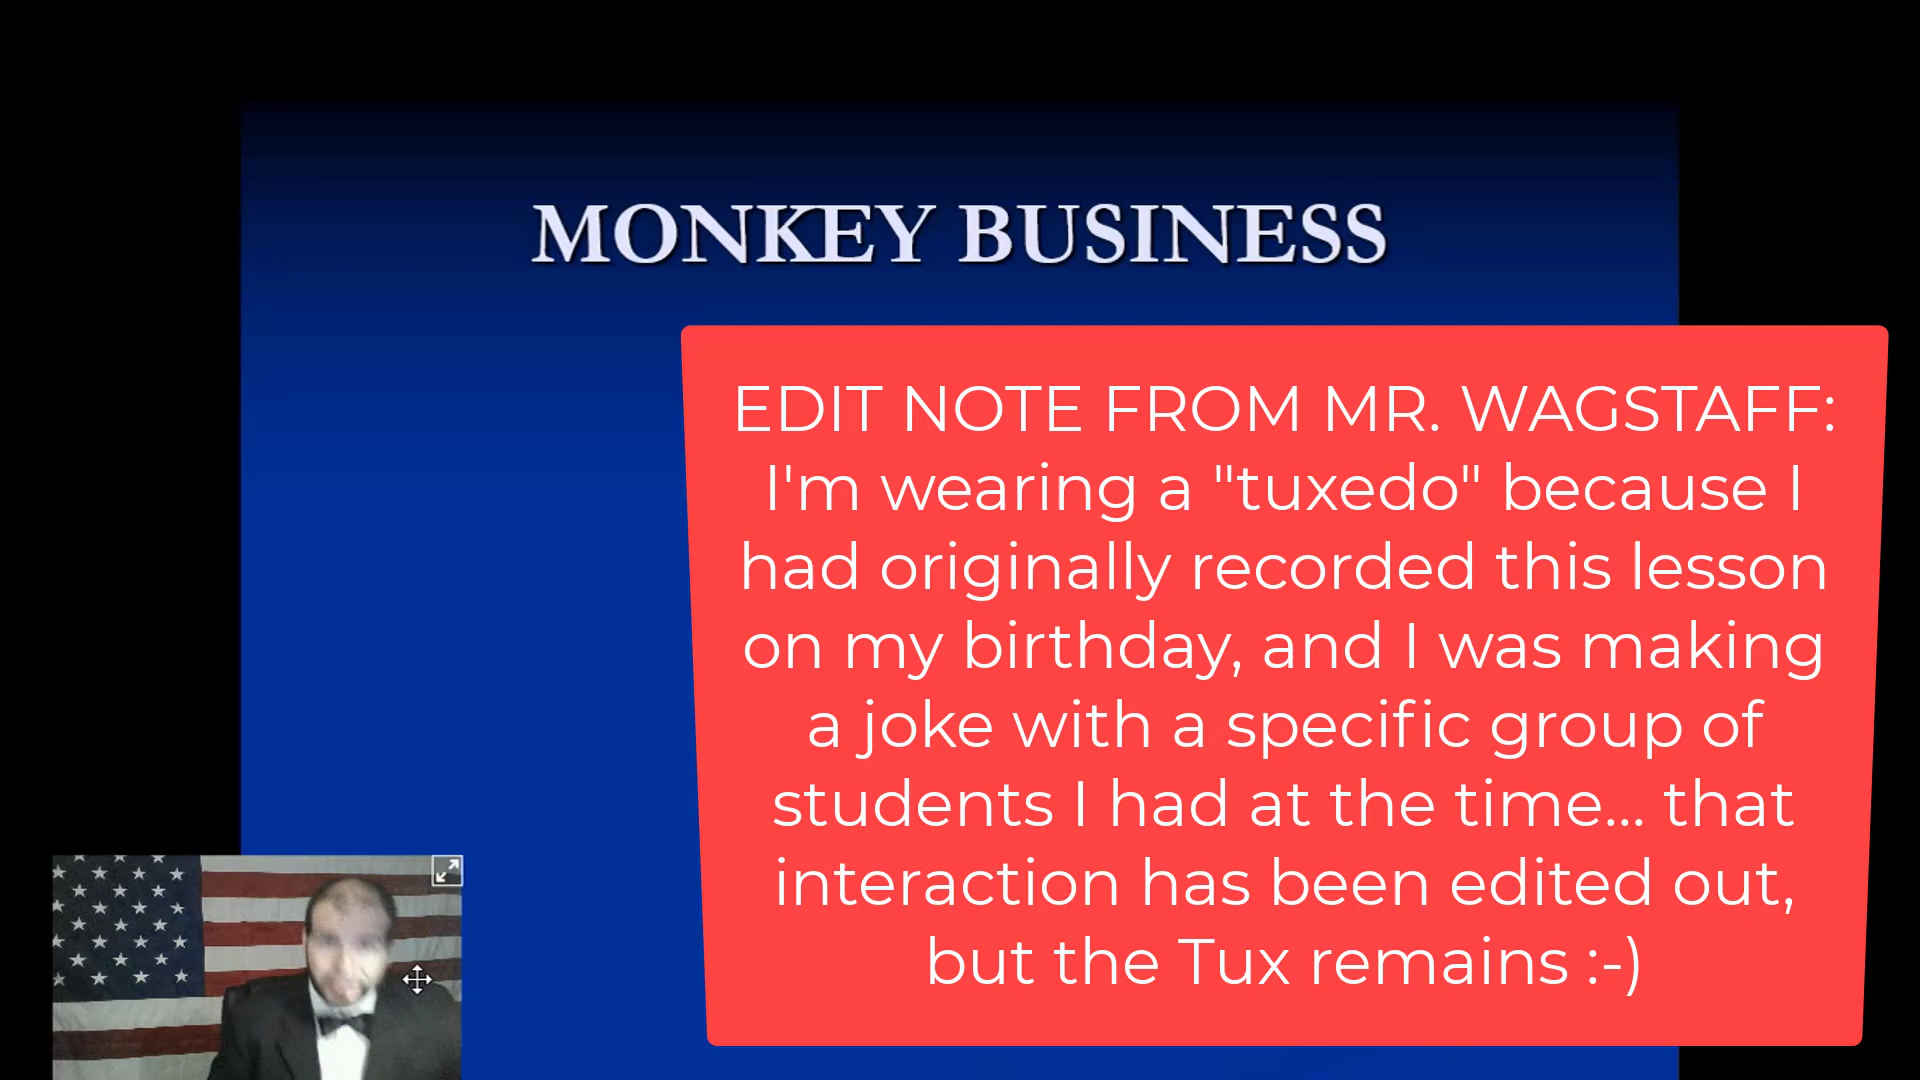 MONKEY BUSINESS
EDIT NOTE FROM MR. WAGSTAFF:
I'm wearing a "tuxedo" because I
had originally recorded this lesson
on my birthday, and I was making
a joke with a specific group of
students I had at the time... that
interaction has been edited out,
but the Tux remains :-)